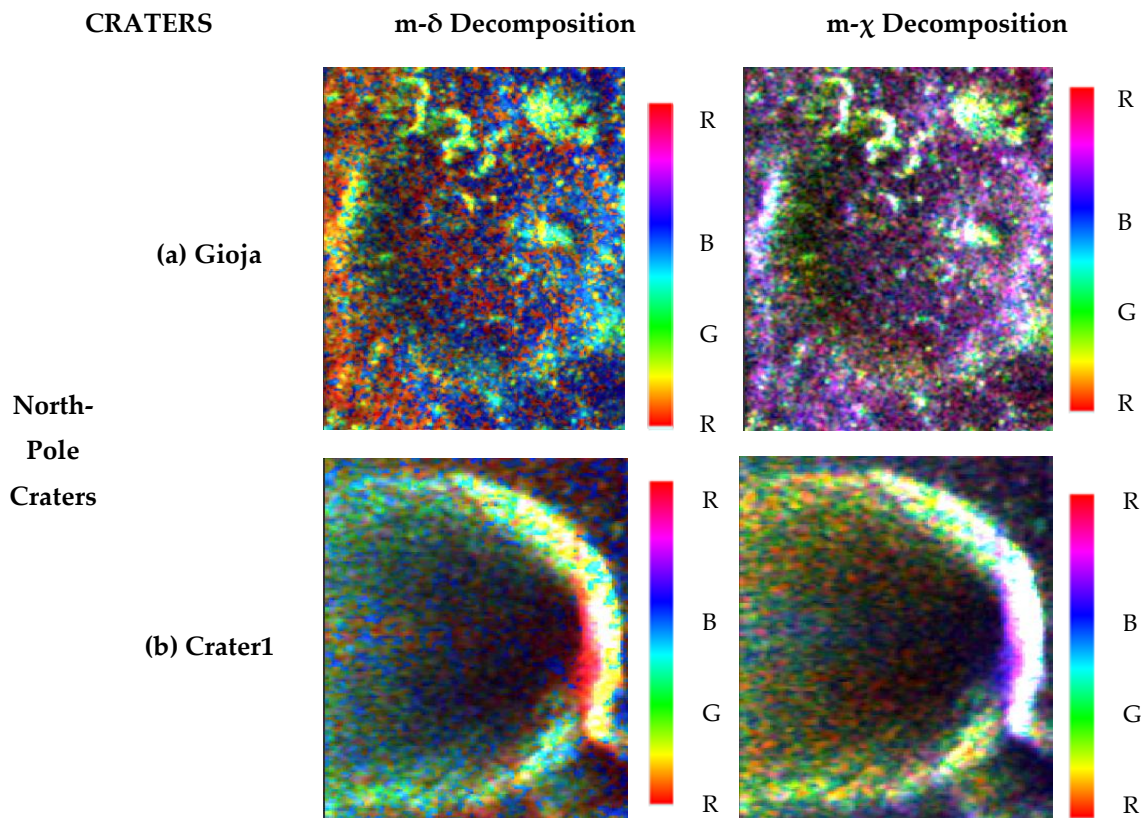 CRATERS m-δ Decomposition m-χ Decomposition
R
B
G
R
R
B
G
R
(a) Gioja
North-
Pole
Craters
R
B
G
R
R
B
G
R
(b) Crater1